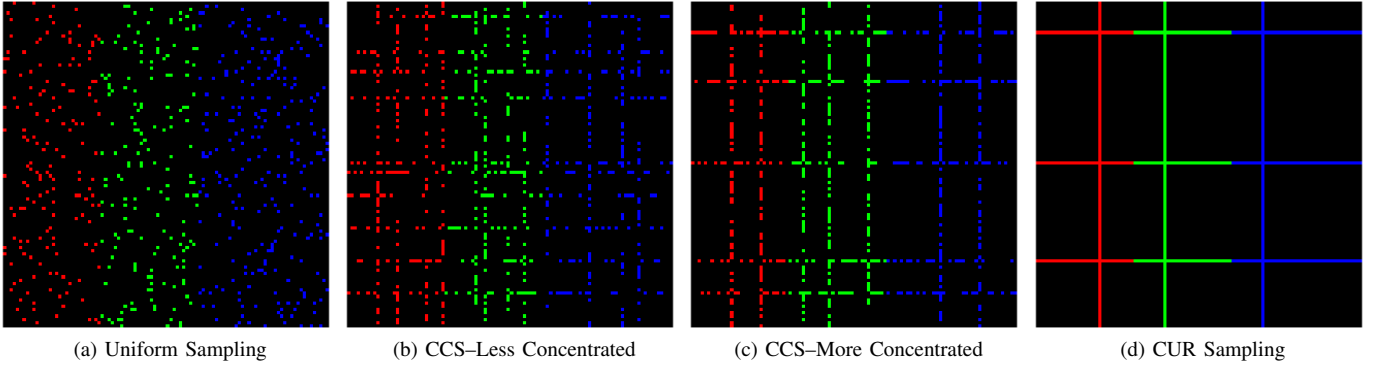 (a) Uniform Sampling
(b) CCS–Less Concentrated
(c) CCS–More Concentrated
(d) CUR Sampling